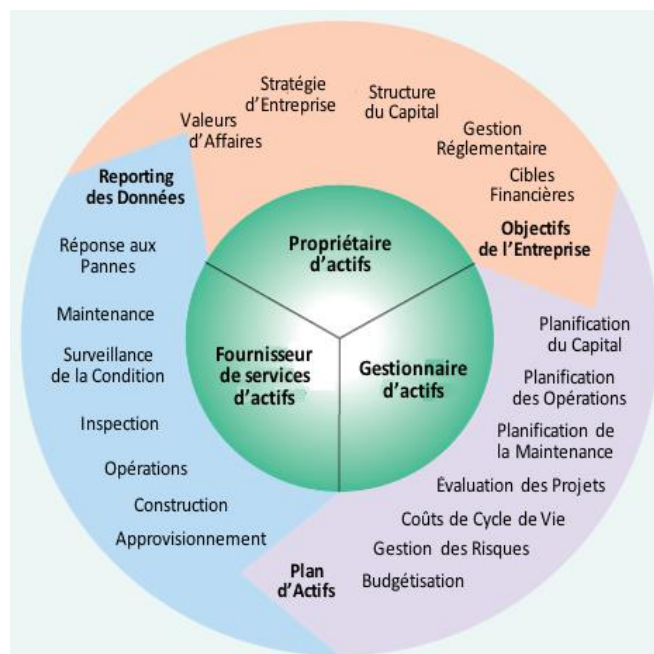 Stratégie
d’Entreprise
Structure
du Capital
Valeurs
d’Affaires
Gestion
Réglementaire
Cibles
Financières
Objectifs
de l’Entreprise
Reporting
des Données
Réponse aux
Pannes
Maintenance
Surveillance
de la Condition
Inspection
Opérations
Construction
Approvisionnement
Propriétaire
d’actifs
Fournisseur
de services
d’actifs
Gestionnaire
d’actifs
Planification
du Capital
Planification
des Opérations
Planification de
la Maintenance
Évaluation des Projets
Coûts de Cycle de Vie
Gestion des Risques
Budgétisation
Plan
d’Actifs